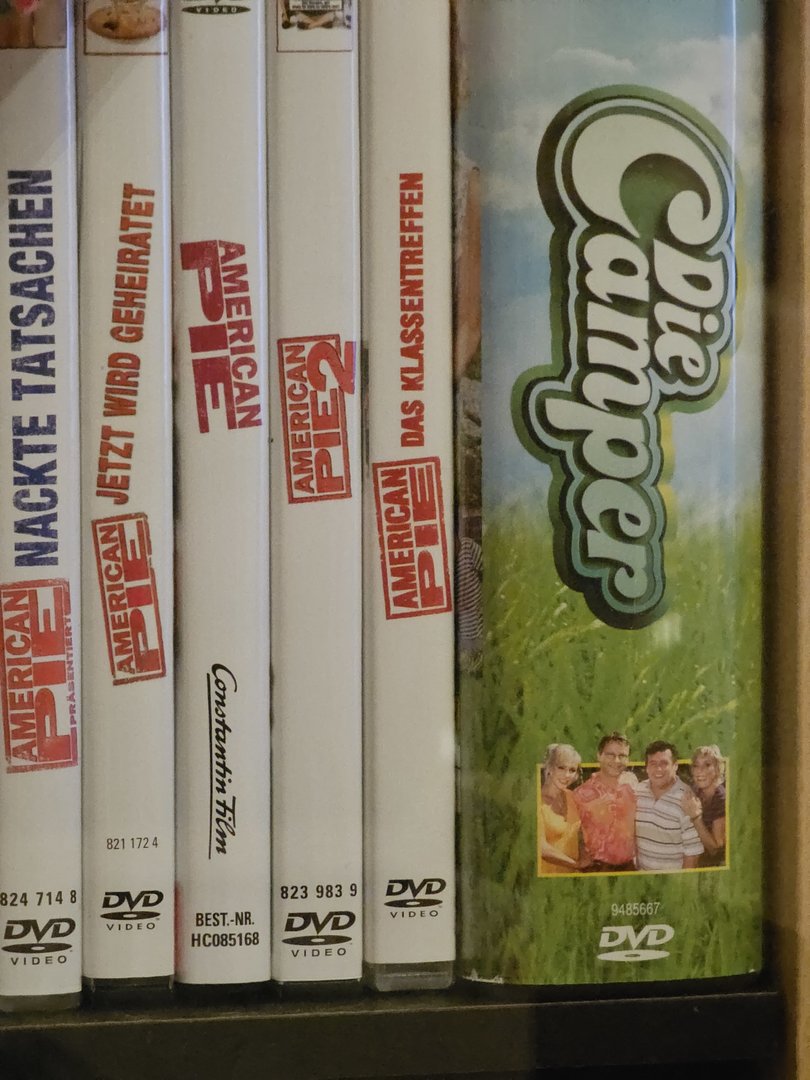 AMERICAN
PIE
PRÄSENTIERT:
NACKTE TATSACHEN
824 714 8
DVD
VIDEO
AMERICAN
PIE
JETZT WIRD GEHEIRATET
821 172 4
DVD
VIDEO
VIDEO
AMERICAN
PIE
Constantin Film
BEST.-NR.
HC085168
AMERICAN
PIE 2
823 983 9
DVD
VIDEO
AMERICAN
PIE
DAS KLASSENTREFFEN
DVD
VIDEO
Die
Camper
9485667
DVD